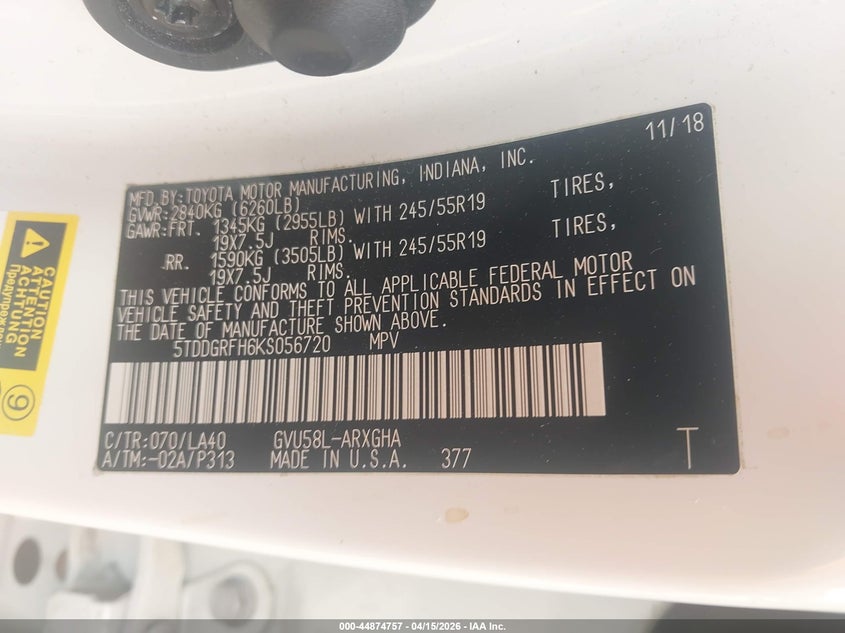 11/18
MFD.BY:TOYOTA MOTOR MANUFACTURING, INDIANA, INC.
GVWR:2840KG (6260LB)
GAWR:FRT. 1345KG (2955LB) WITH 245/55R19 TIRES,
19X7.5J RIMS.
RR. 1590KG (3505LB) WITH 245/55R19 TIRES,
19X7.5J RIMS.
THIS VEHICLE CONFORMS TO ALL APPLICABLE FEDERAL MOTOR
VEHICLE SAFETY AND THEFT PREVENTION STANDARDS IN EFFECT ON
THE DATE OF MANUFACTURE SHOWN ABOVE.
5TDDGRFH6KS056720 MPV
C/TR:070/LA40 GVU58L-ARXGHA
A/TM:-02A/P313 MADE IN U.S.A. 377 T
CAUTION
ATTENTION
ACHTUNG
9
000-44874757 - 04/15/2026 - IAA Inc.